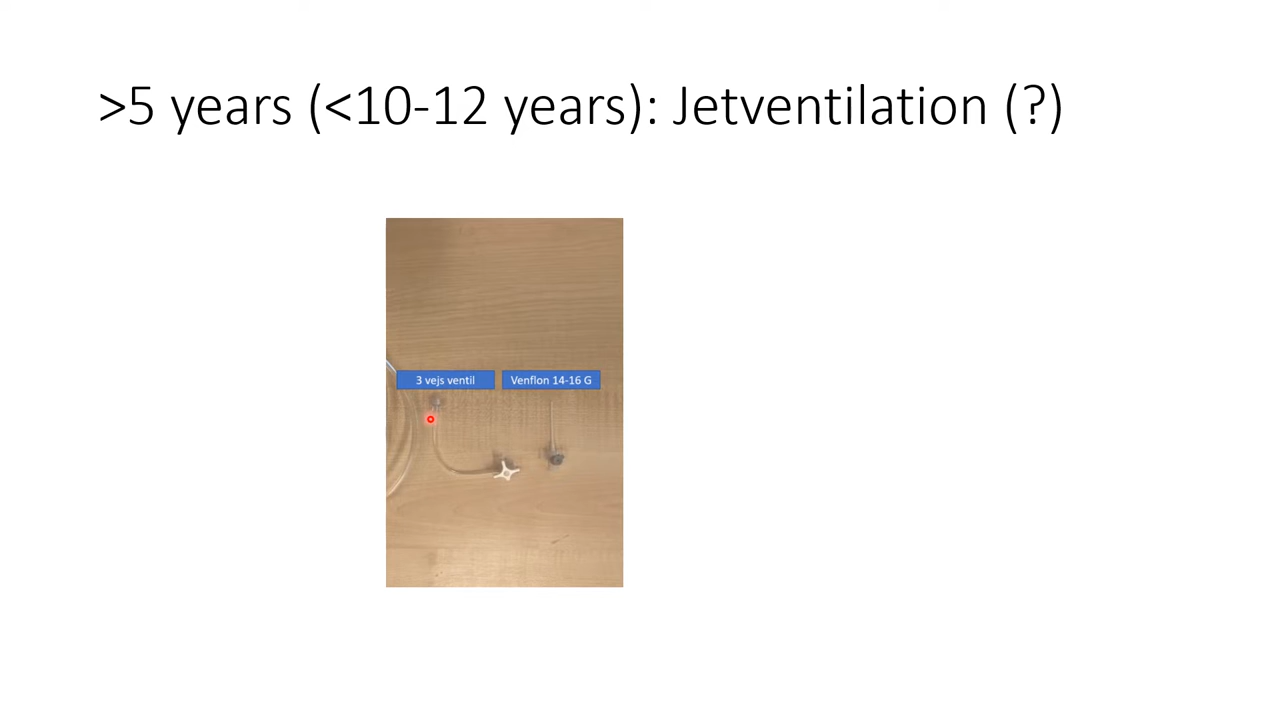 >5 years (<10-12 years): Jetventilation (?)
3 vejs ventil
Venflon 14-16 G